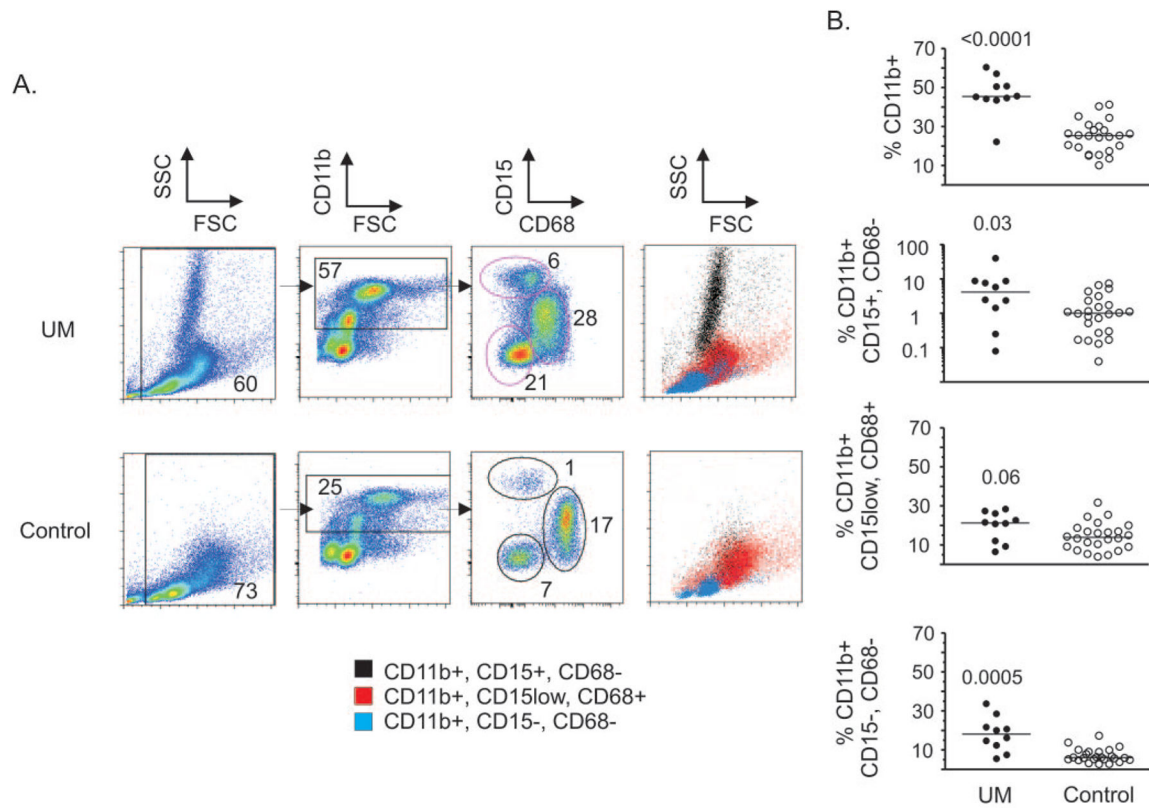 A.
SSC
FSC
CD11b
FSC
CD15
CD68
SSC
FSC
UM
60
57
6
28
21
Control
73
25
1
17
7
CD11b+, CD15+, CD68-
CD11b+, CD15low, CD68+
CD11b+, CD15-, CD68-
B.
<0.0001
% CD11b+
70
50
30
10
0.03
% CD11b+
CD15+, CD68-
100
10
1
0.1
0.06
% CD11b+
CD15low, CD68+
70
50
30
10
0.0005
% CD11b+
CD15-, CD68-
70
50
30
10
UM
Control